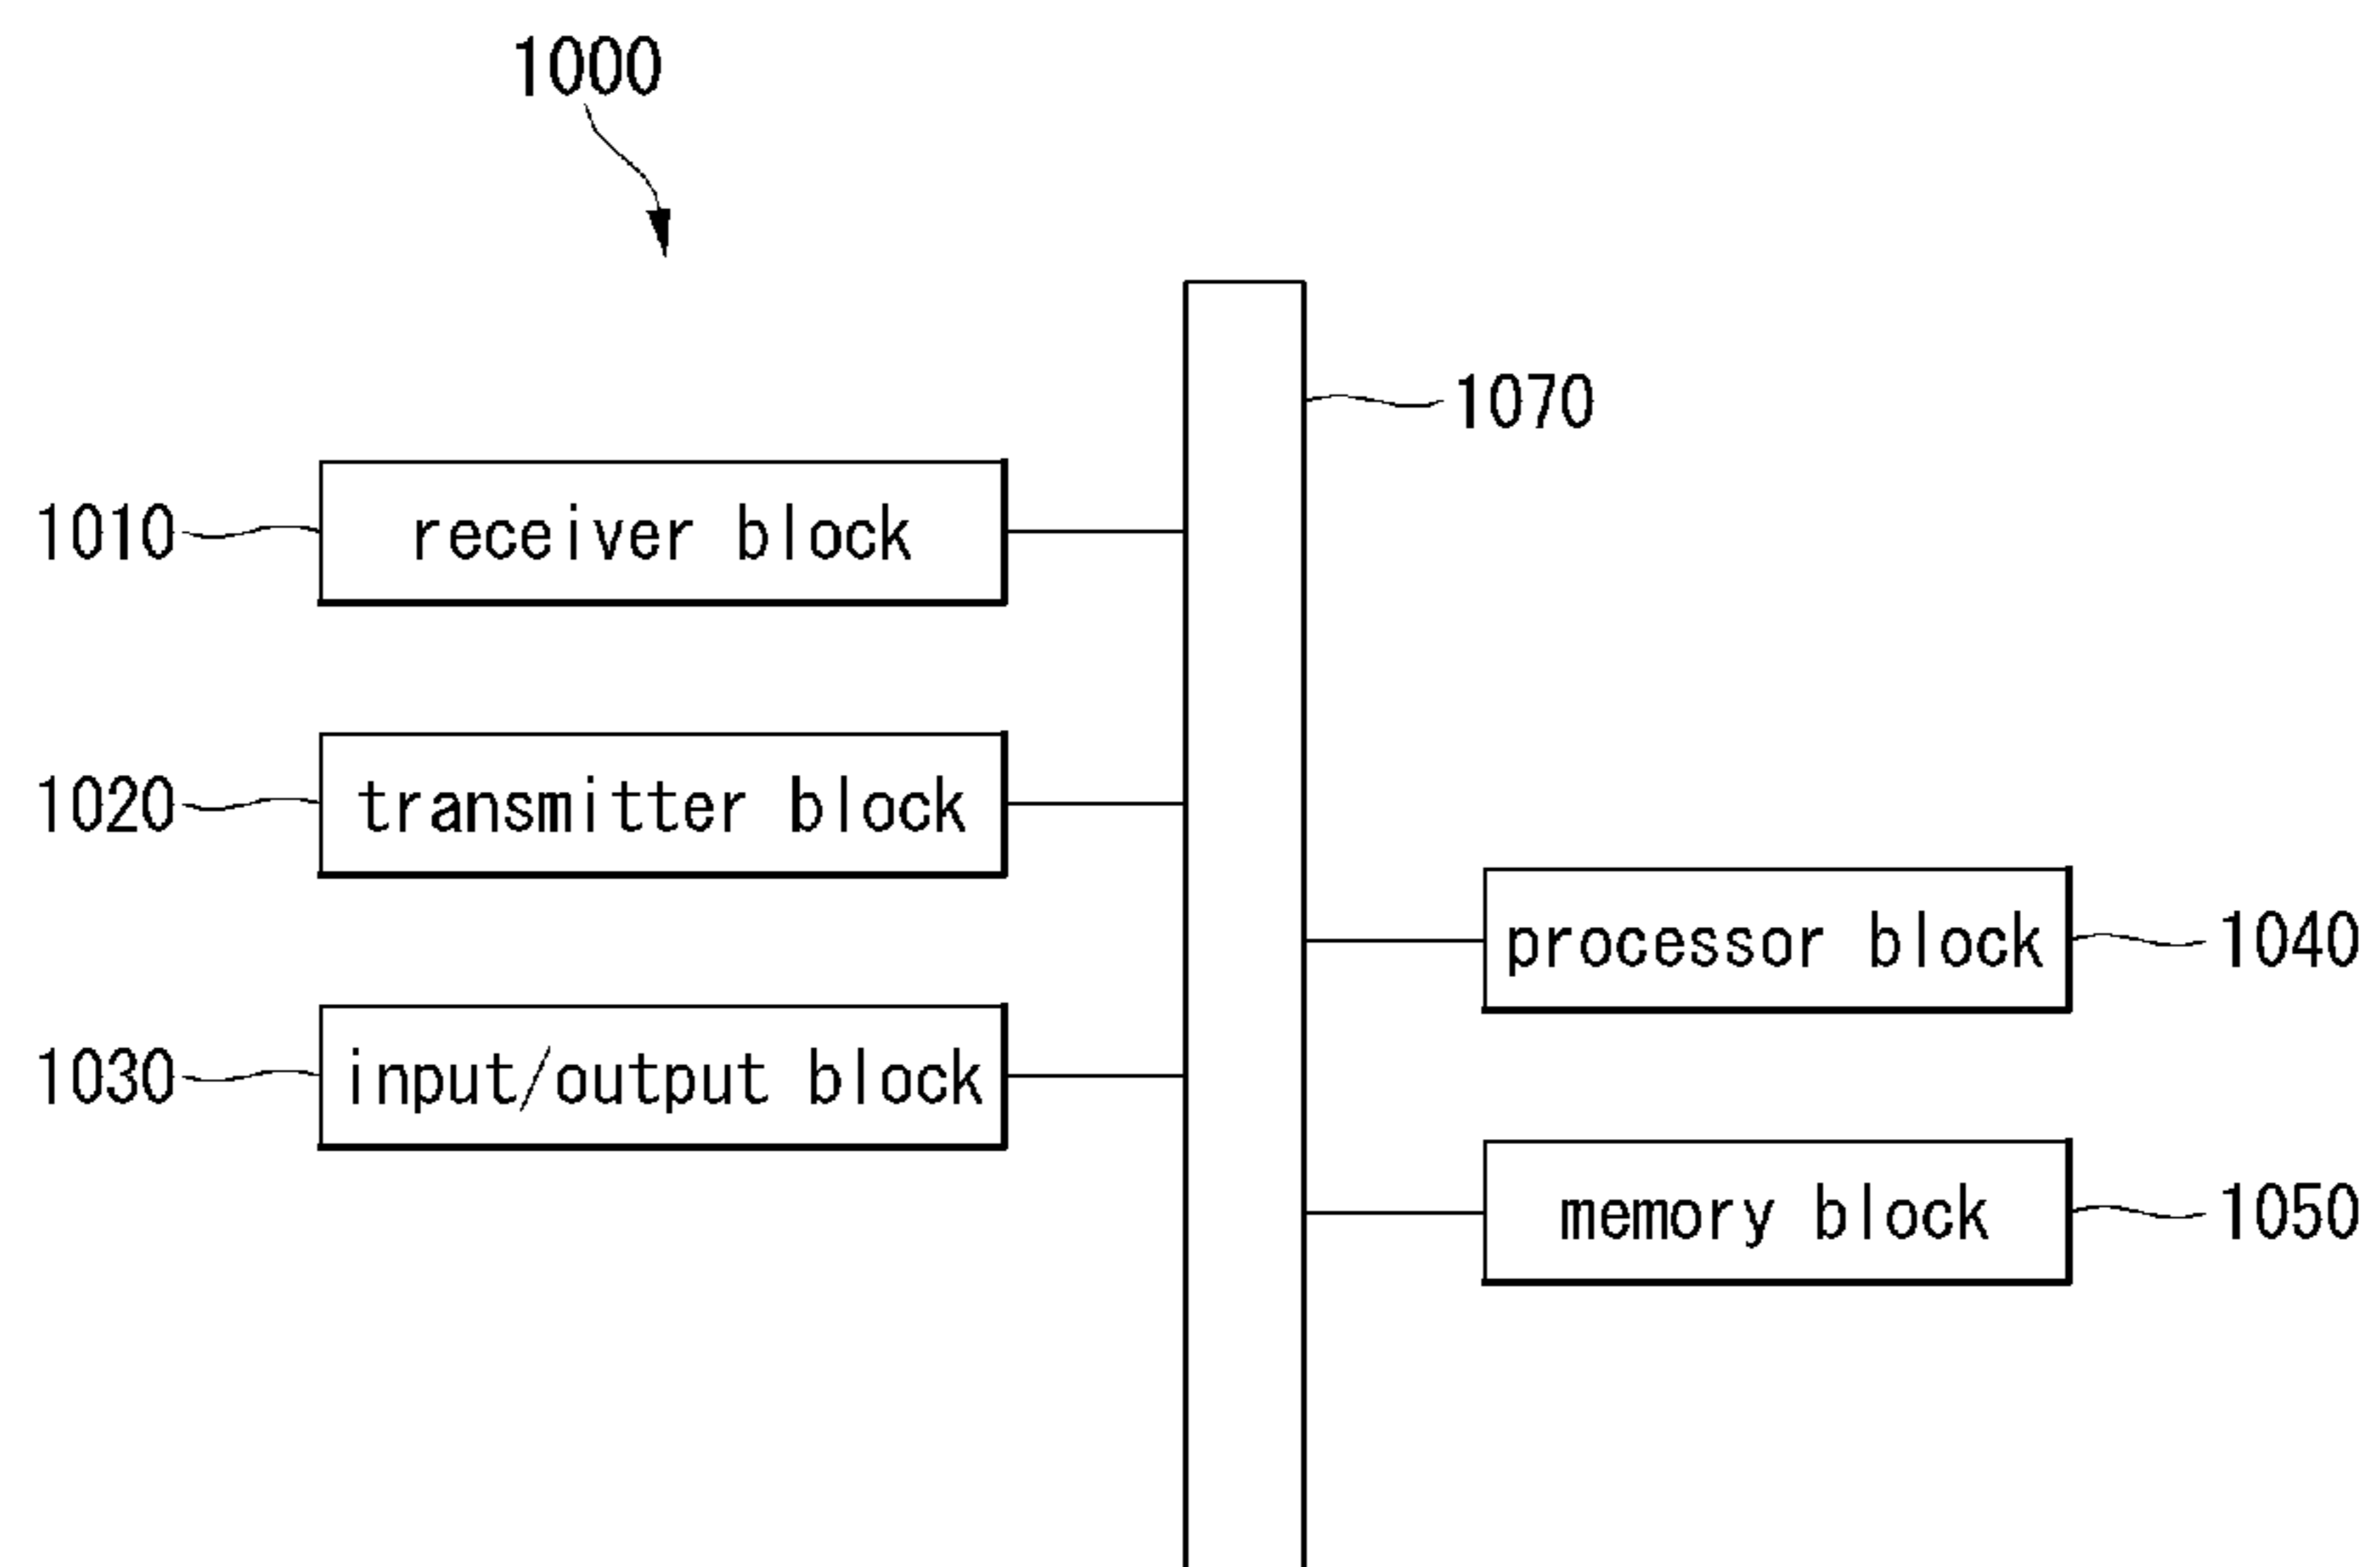 1000
1070
1010
receiver block
1020
transmitter block
processor block
1040
1030
input/output block
memory block
1050